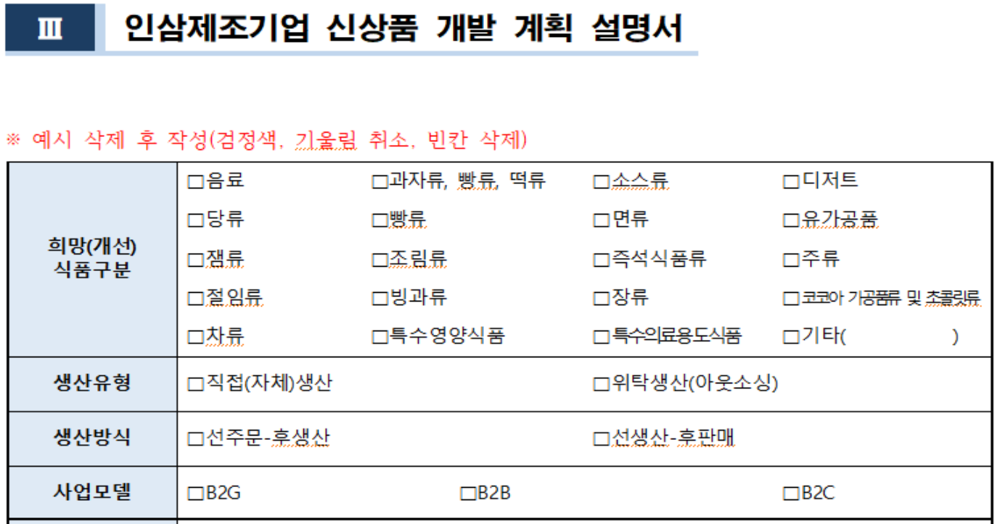 Ⅲ 인삼제조기업 신상품 개발 계획 설명서
※ 예시 삭제 후 작성(검정색, 기울림 취소, 빈칸 삭제)
희망(개선)
식품구분
□음료 □과자류, 빵류, 떡류 □소스류 □디저트
□당류 □빵류 □면류 □유가공품
□잼류 □조림류 □즉석식품류 □주류
□절임류 □빙과류 □장류 □코코아 가공품류 및 초콜릿류
□차류 □특수영양식품 □특수의료용도식품 □기타( )
생산유형 □직접(자체)생산 □위탁생산(아웃소싱)
생산방식 □선주문-후생산 □선생산-후판매
사업모델 □B2G □B2B □B2C